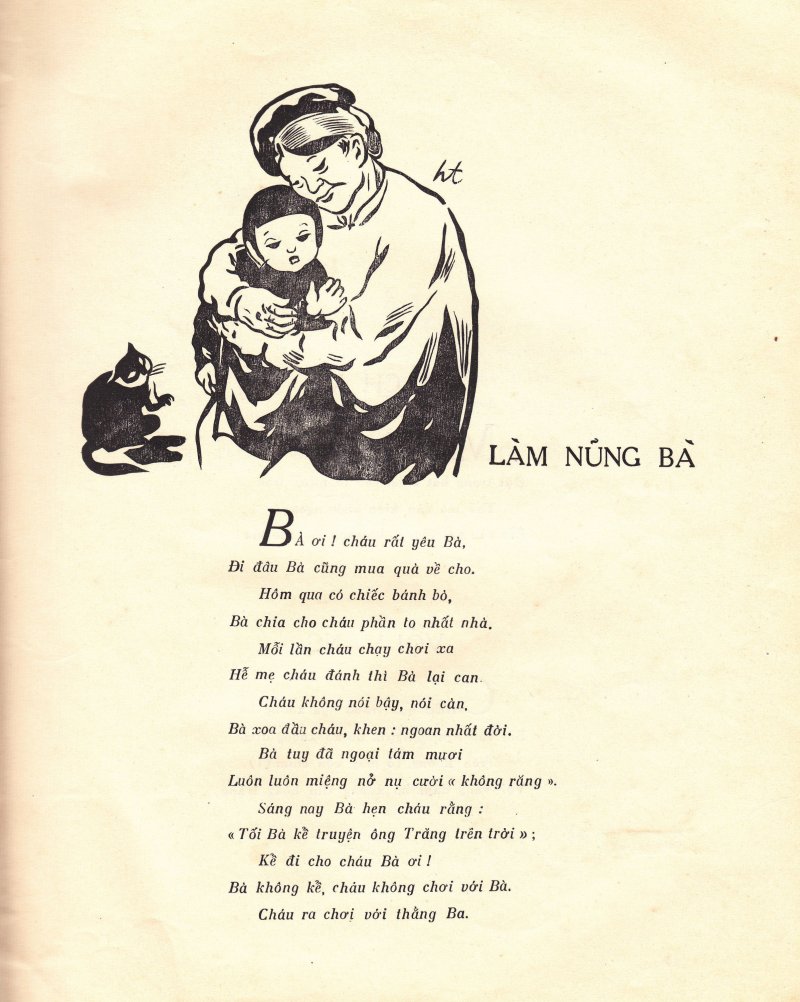 ht
LÀM NŨNG BÀ
BÀ ơi ! cháu rất yêu Bà,
Đi đâu Bà cũng mua quà về cho.
Hôm qua có chiếc bánh bò,
Bà chia cho cháu phần to nhất nhà.
Mỗi lần cháu chạy chơi xa
Hễ mẹ cháu đánh thì Bà lại can.
Cháu không nói bậy, nói càn,
Bà xoa đầu cháu, khen : ngoan nhất đời.
Bà tuy đã ngoại tám mươi
Luôn luôn miệng nở nụ cười « không răng ».
Sáng nay Bà hẹn cháu rằng :
« Tối Bà kể truyện ông Trăng trên trời » ;
Kể đi cho cháu Bà ơi !
Bà không kể, cháu không chơi với Bà.
Cháu ra chơi với thằng Ba.